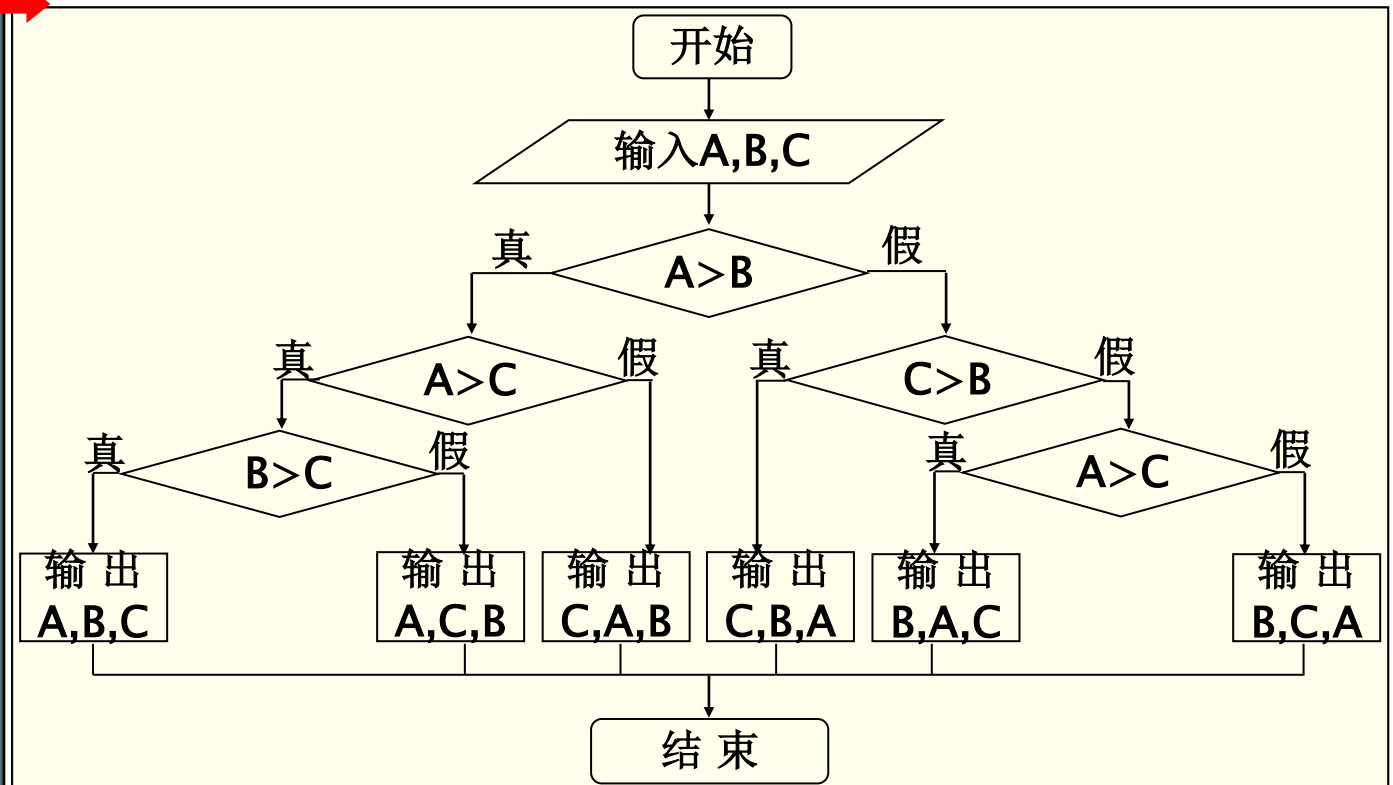 开始
输入A,B,C
真
假
A>B
真
假
真
假
A>C
C>B
真
假
真
假
B>C
A>C
输 出
A,B,C
输 出
A,C,B
输 出
C,A,B
输 出
C,B,A
输 出
B,A,C
输 出
B,C,A
结 束